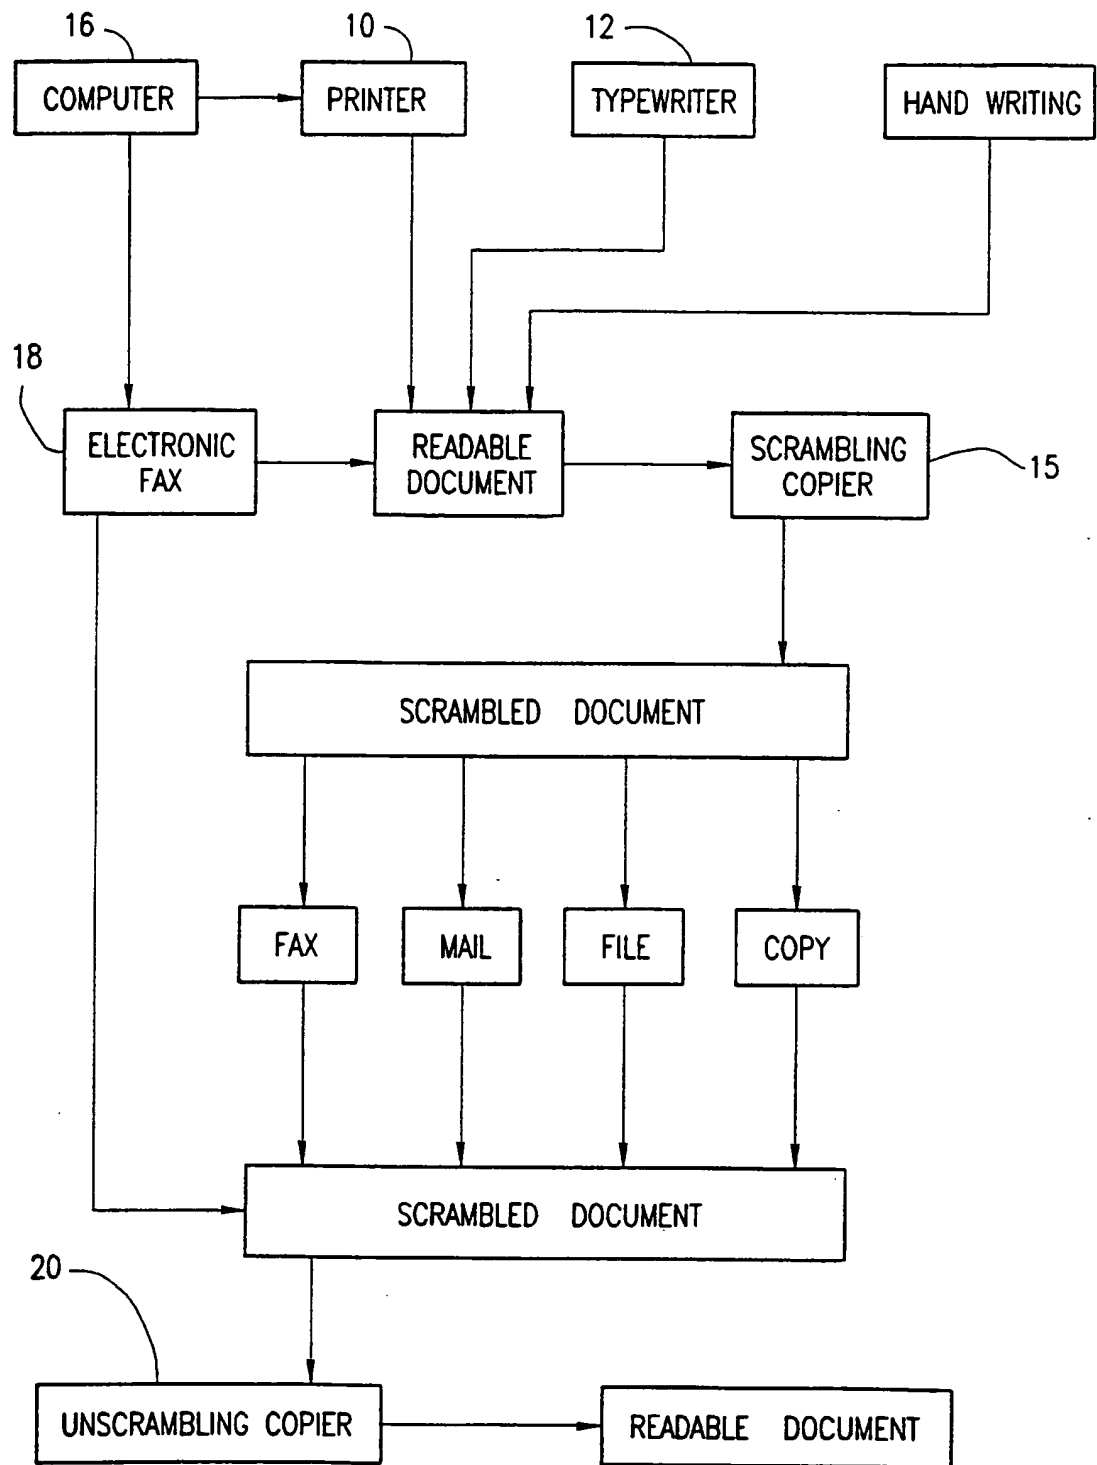 16
10
12
COMPUTER
PRINTER
TYPEWRITER
HAND WRITING
18
ELECTRONIC
FAX
READABLE
DOCUMENT
SCRAMBLING
COPIER
15
SCRAMBLED DOCUMENT
FAX
MAIL
FILE
COPY
SCRAMBLED DOCUMENT
20
UNSCRAMBLING COPIER
READABLE DOCUMENT